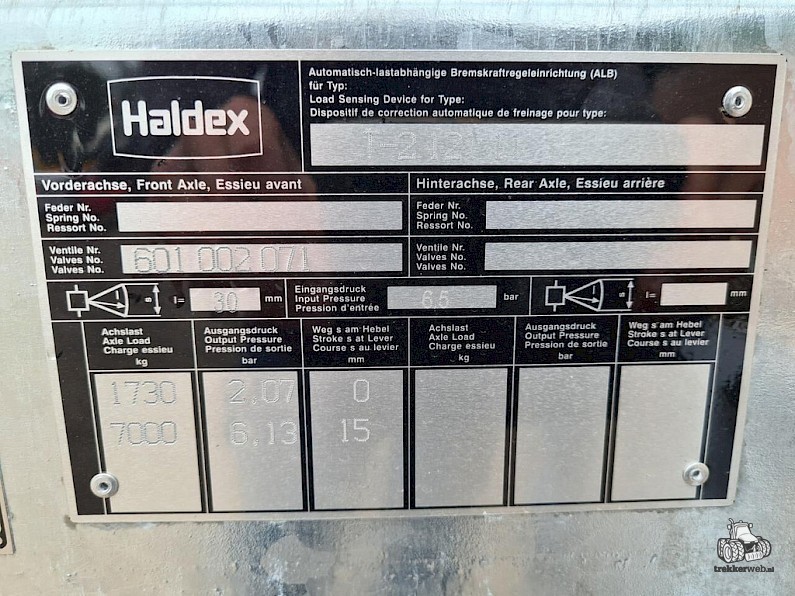 Haldex
Automatisch-lastabhängige Bremskraftregeleinrichtung (ALB)
für Typ:
Load Sensing Device for Type:
Dispositif de correction automatique de freinage pour type:
Vorderachse, Front Axle, Essieu avant
Hinterachse, Rear Axle, Essieu arrière
Feder Nr.
Spring No.
Ressort No.
Feder Nr.
Spring No.
Ressort No.
Ventile Nr.
Valves No.
Valves No.
601 002 071
Ventile Nr.
Valves No.
Valves No.
s
l= 30 mm
Eingangsdruck
Input Pressure
Pression d'entrée
6.5 bar
s
l= mm
Achslast
Axle Load
Charge essieu
kg
Ausgangsdruck
Output Pressure
Pression de sortie
bar
Weg s am Hebel
Stroke s at Lever
Course s au levier
mm
Achslast
Axle Load
Charge essieu
kg
Ausgangsdruck
Output Pressure
Pression de sortie
bar
Weg s am Hebel
Stroke s at Lever
Course s au levier
mm
1730 2.07 0
7000 6.13 15
trekkerweb.nl